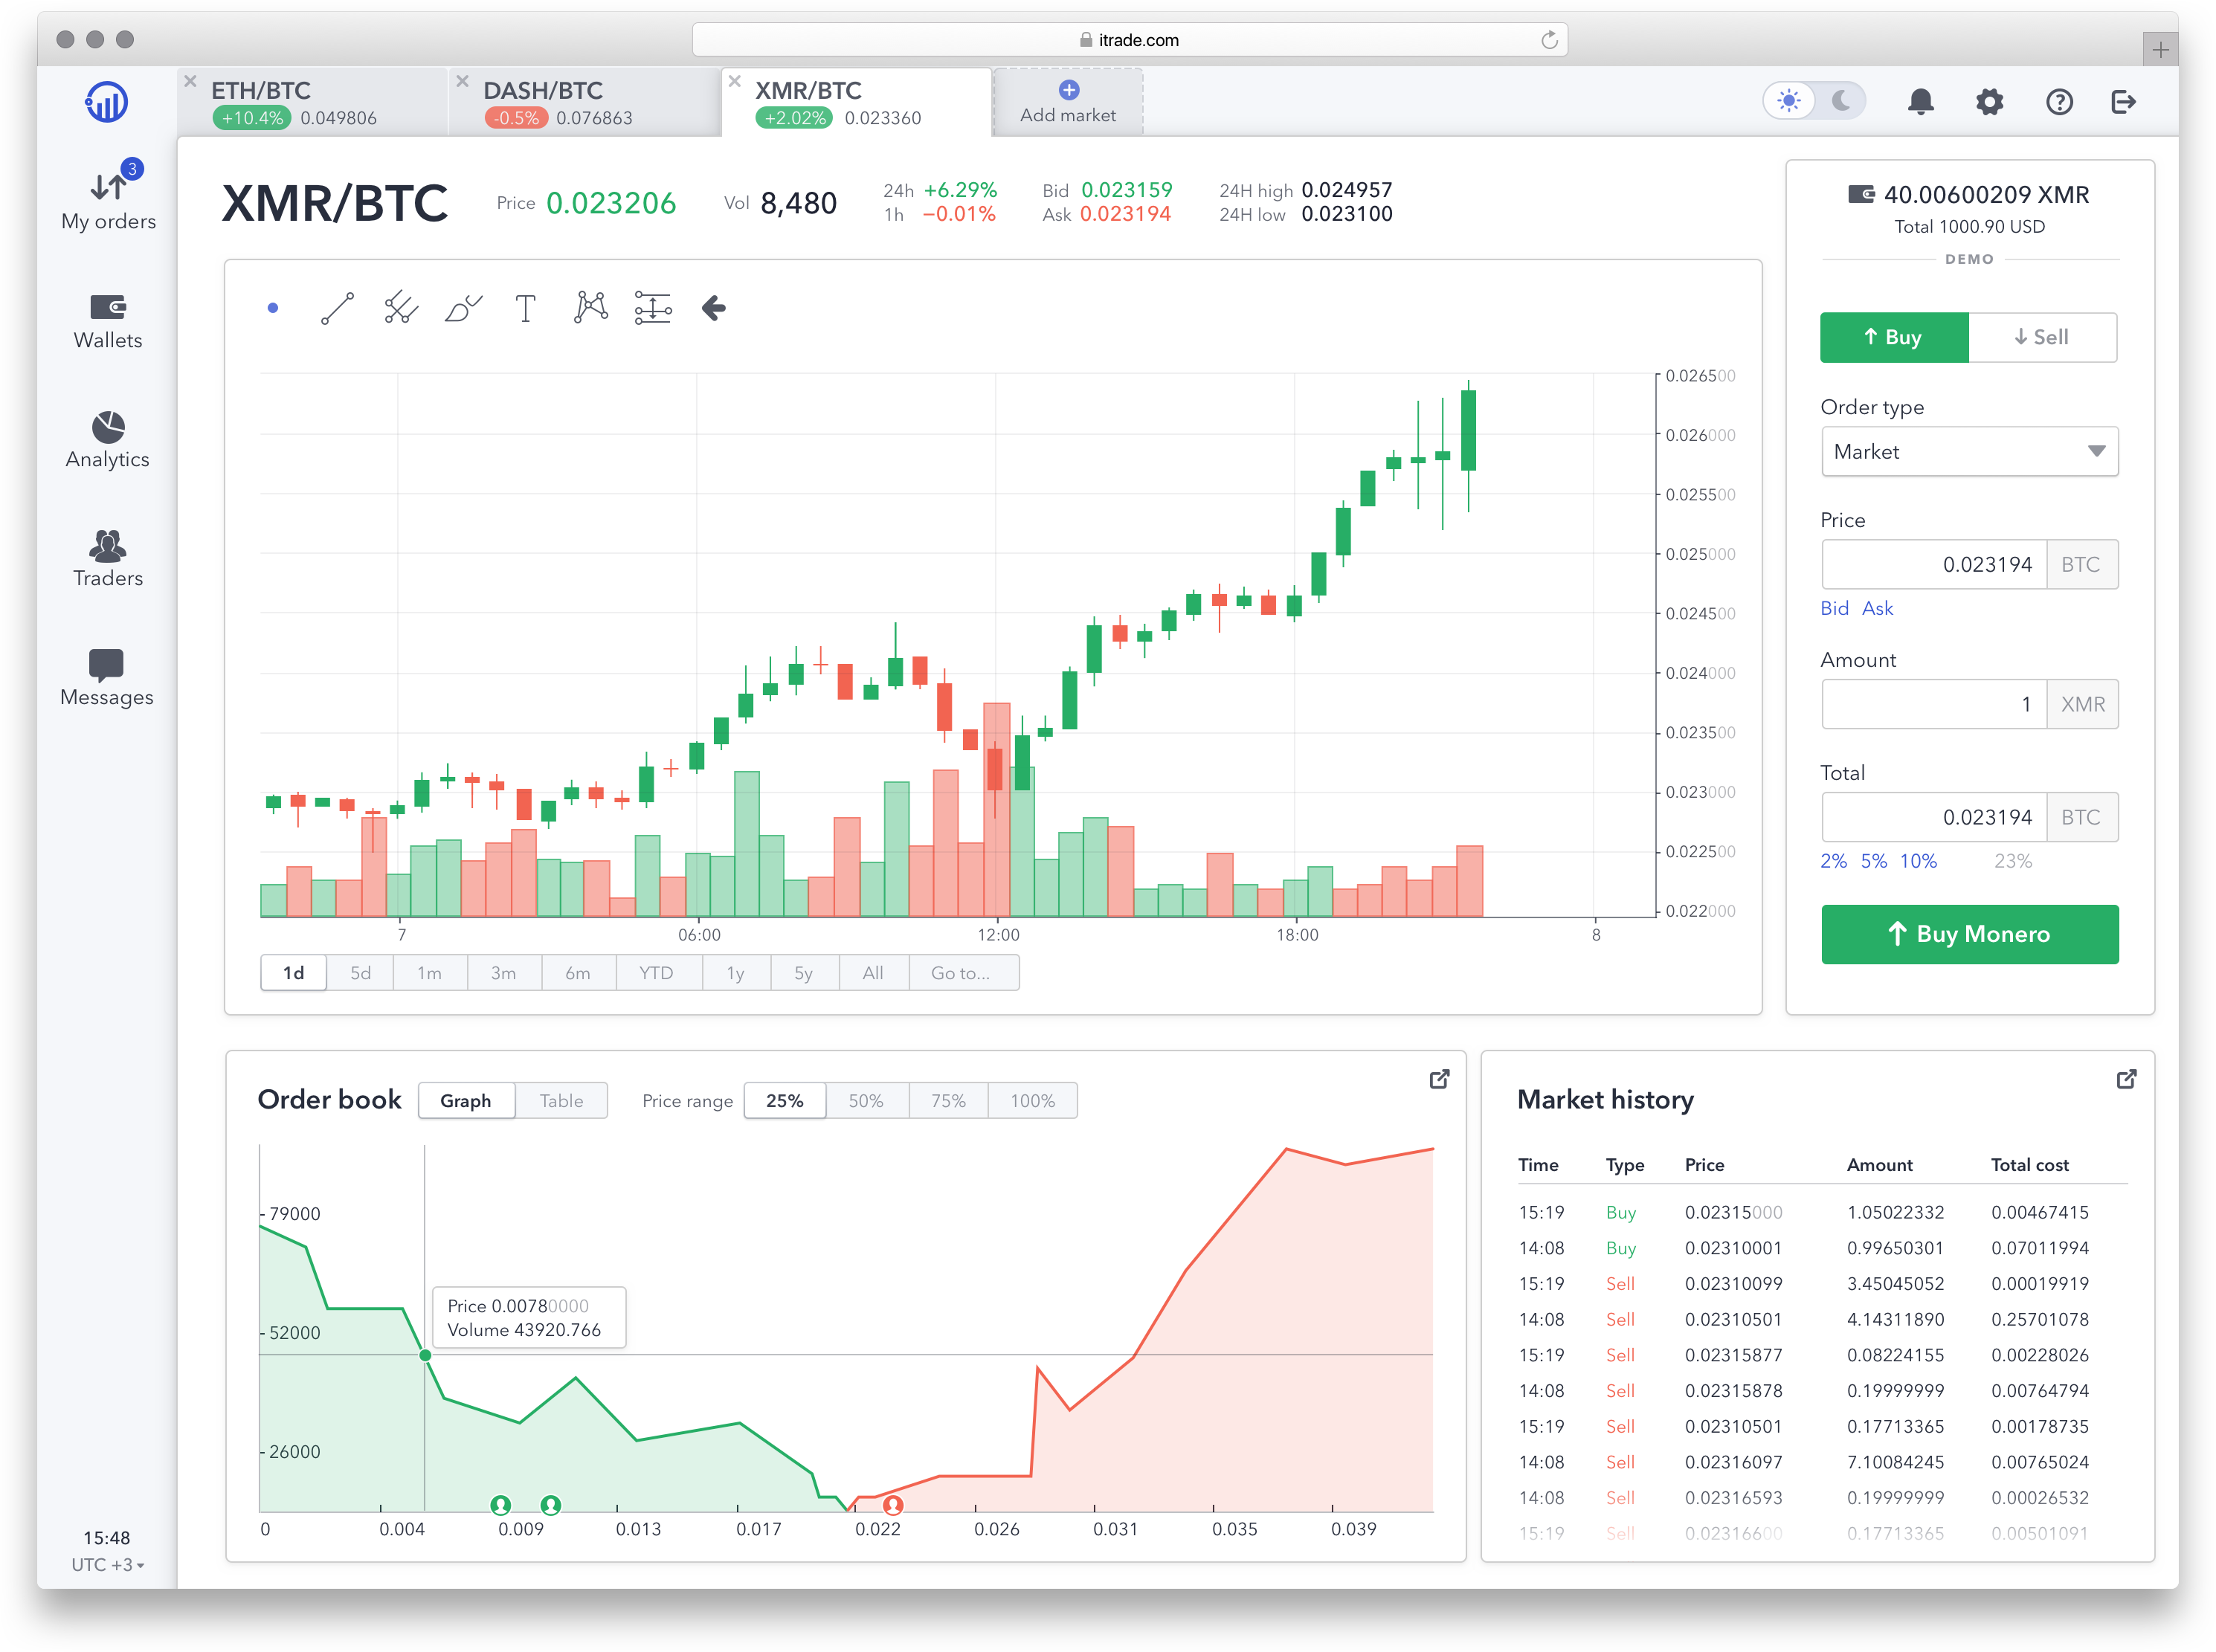 itrade.com
ETH/BTC
+10.4% 0.049806
DASH/BTC
-0.5% 0.076863
XMR/BTC
+2.02% 0.023360
Add market
3
My orders
Wallets
Analytics
Traders
Messages
15:48
UTC +3
XMR/BTC
Price 0.023206
Vol 8,480
24h +6.29%
1h −0.01%
Bid 0.023159
Ask 0.023194
24H high 0.024957
24H low 0.023100
T
0.026500
0.026000
0.025500
0.025000
0.024500
0.024000
0.023500
0.023000
0.022500
0.022000
7 06:00 12:00 18:00 8
1d 5d 1m 3m 6m YTD 1y 5y All Go to...
40.00600209 XMR
Total 1000.90 USD
DEMO
Buy Sell
Order type
Market
Price
0.023194 BTC
Bid Ask
Amount
1 XMR
Total
0.023194 BTC
2% 5% 10% 23%
Buy Monero
Order book Graph Table Price range 25% 50% 75% 100%
79000
52000
26000
Price 0.00780000
Volume 43920.766
0 0.004 0.009 0.013 0.017 0.022 0.026 0.031 0.035 0.039
Market history
Time Type Price Amount Total cost
15:19 Buy 0.02315000 1.05022332 0.00467415
14:08 Buy 0.02310001 0.99650301 0.07011994
15:19 Sell 0.02310099 3.45045052 0.00019919
14:08 Sell 0.02310501 4.14311890 0.25701078
15:19 Sell 0.02315877 0.08224155 0.00228026
14:08 Sell 0.02315878 0.19999999 0.00764794
15:19 Sell 0.02310501 0.17713365 0.00178735
14:08 Sell 0.02316097 7.10084245 0.00765024
14:08 Sell 0.02316593 0.19999999 0.00026532
15:19 Sell 0.02316600 0.17713365 0.00501091